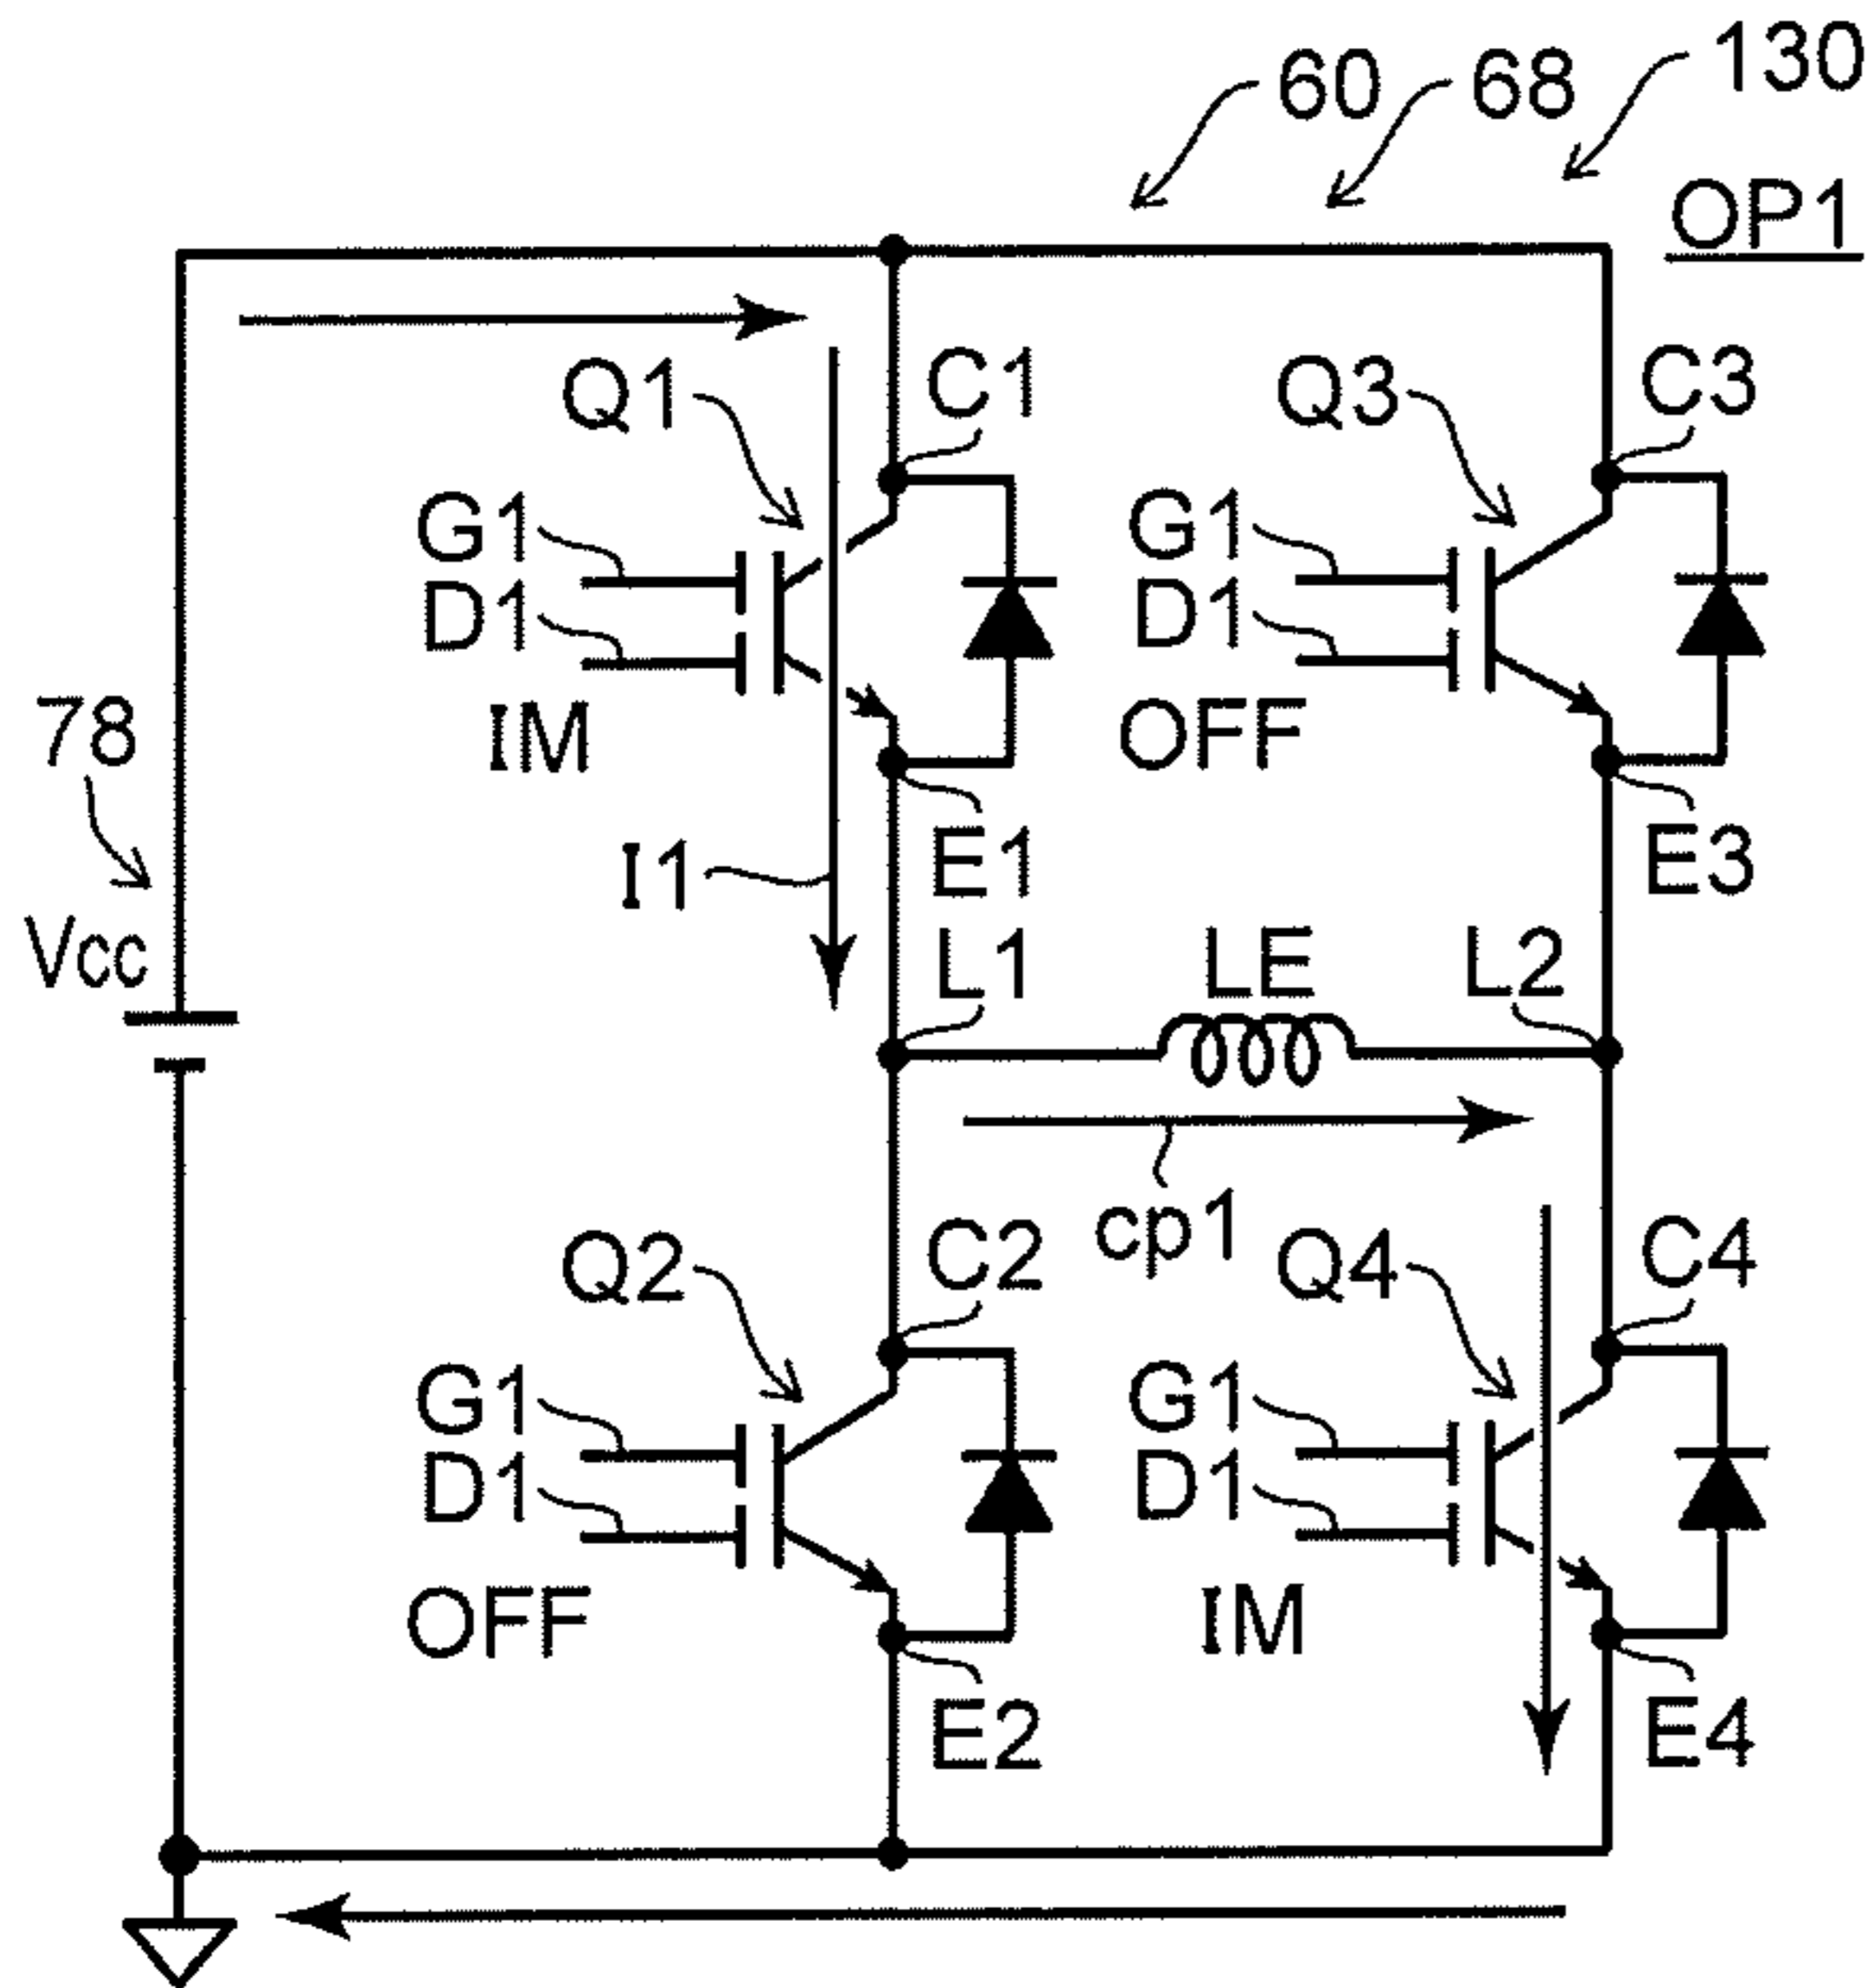 60 68 130
OP1
Q1 C1 Q3 C3
G1 G1
D1 D1
IM OFF
78
I1 E1 E3
Vcc L1 LE L2
cp1
Q2 C2 Q4 C4
G1 G1
D1 D1
OFF IM
E2 E4